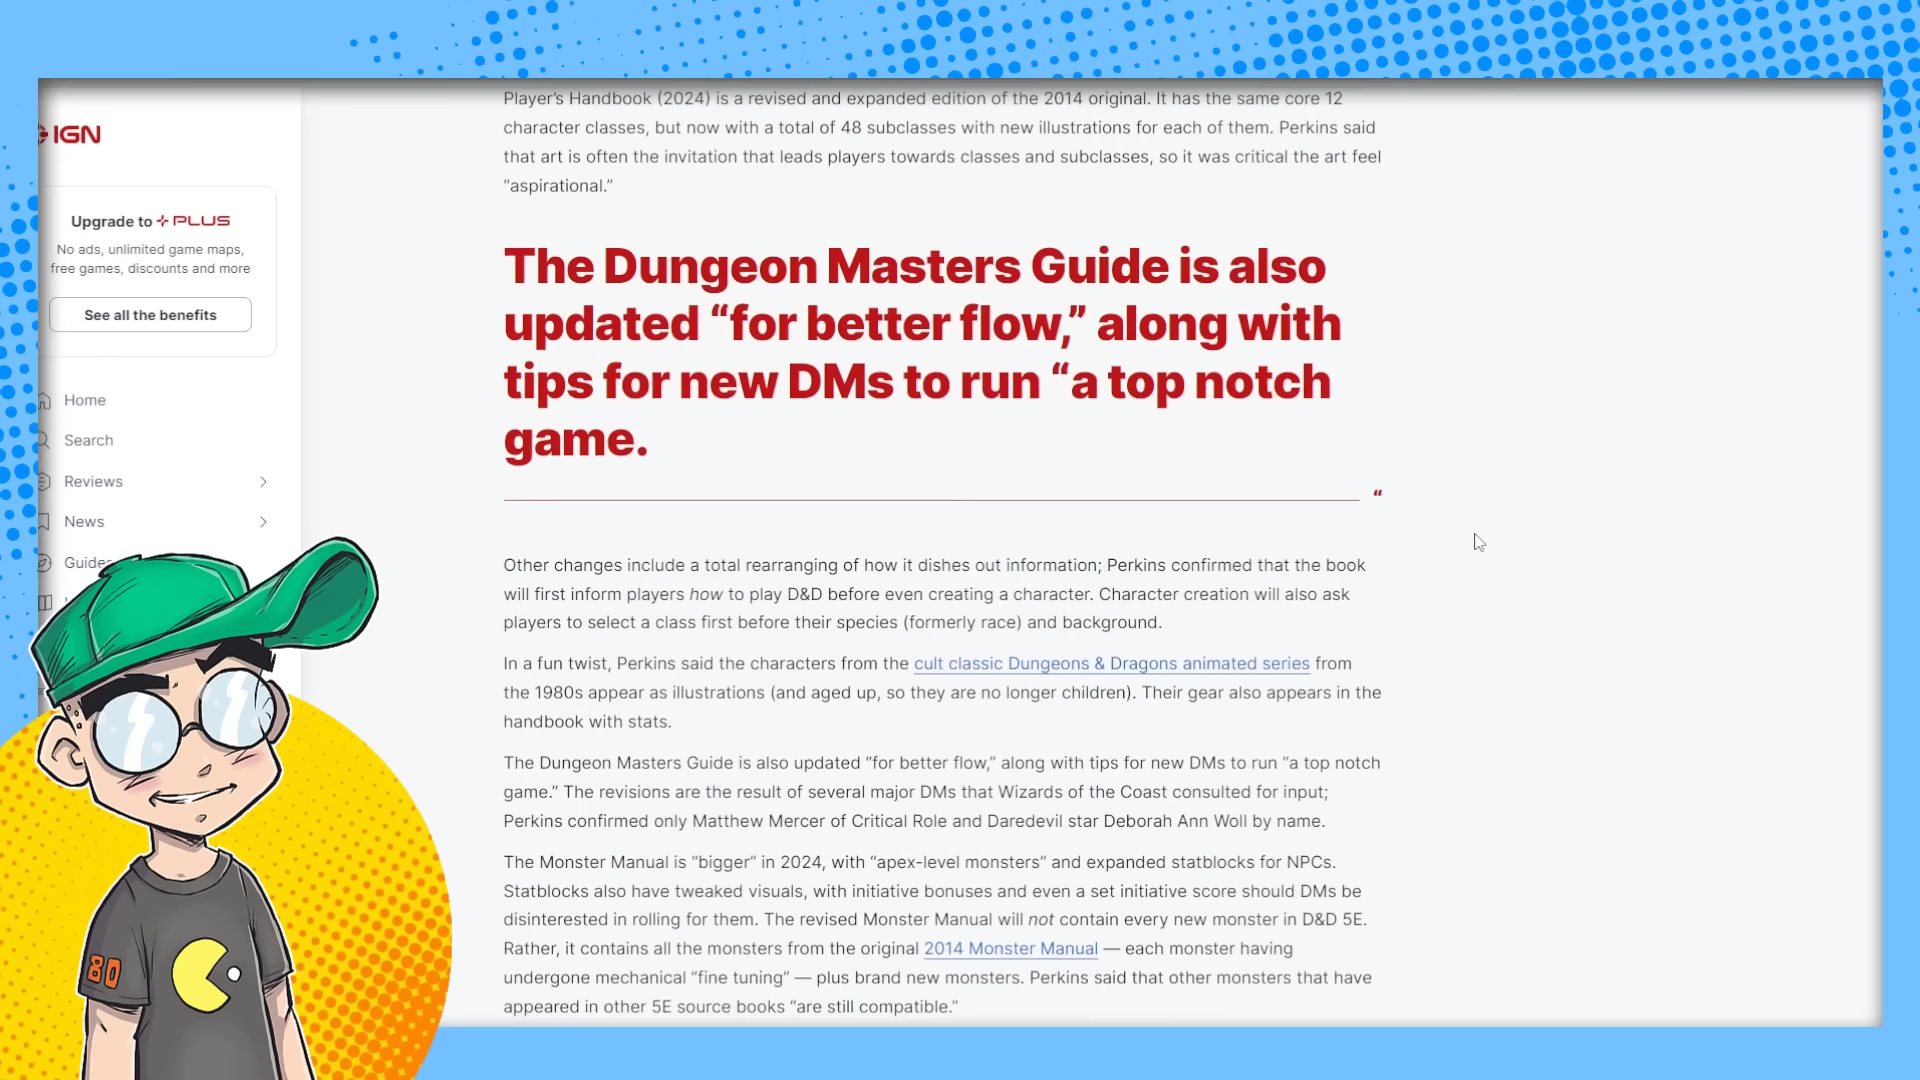 Player’s Handbook (2024) is a revised and expanded edition of the 2014 original. It has the same core 12
character classes, but now with a total of 48 subclasses with new illustrations for each of them. Perkins said
that art is often the invitation that leads players towards classes and subclasses, so it was critical the art feel
“aspirational.”
IGN
Upgrade to PLUS
No ads, unlimited game maps,
free games, discounts and more
See all the benefits
Home
Search
Reviews
News
Guides
The Dungeon Masters Guide is also
updated “for better flow,” along with
tips for new DMs to run “a top notch
game.
“
Other changes include a total rearranging of how it dishes out information; Perkins confirmed that the book
will first inform players how to play D&D before even creating a character. Character creation will also ask
players to select a class first before their species (formerly race) and background.
In a fun twist, Perkins said the characters from the cult classic Dungeons & Dragons animated series from
the 1980s appear as illustrations (and aged up, so they are no longer children). Their gear also appears in the
handbook with stats.
The Dungeon Masters Guide is also updated “for better flow,” along with tips for new DMs to run “a top notch
game.” The revisions are the result of several major DMs that Wizards of the Coast consulted for input;
Perkins confirmed only Matthew Mercer of Critical Role and Daredevil star Deborah Ann Woll by name.
The Monster Manual is “bigger” in 2024, with “apex-level monsters” and expanded statblocks for NPCs.
Statblocks also have tweaked visuals, with initiative bonuses and even a set initiative score should DMs be
disinterested in rolling for them. The revised Monster Manual will not contain every new monster in D&D 5E.
Rather, it contains all the monsters from the original 2014 Monster Manual — each monster having
undergone mechanical “fine tuning” — plus brand new monsters. Perkins said that other monsters that have
appeared in other 5E source books “are still compatible.”
80